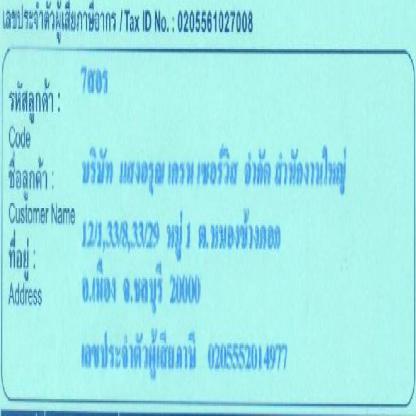 เลขประจำตัวผู้เสียภาษีอากร / Tax ID No. : 0205561027008
รหัสลูกค้า : 7สอร
Code
ชื่อลูกค้า : บริษัท แสงอรุณ เครน เซอร์วิส จำกัด สำนักงานใหญ่
Customer Name
ที่อยู่ : 12/1,33/8,33/29 หมู่ 1 ต.หนองข้างคอก
Address อ.เมือง จ.ชลบุรี 20000
เลขประจำตัวผู้เสียภาษี 0205552014977